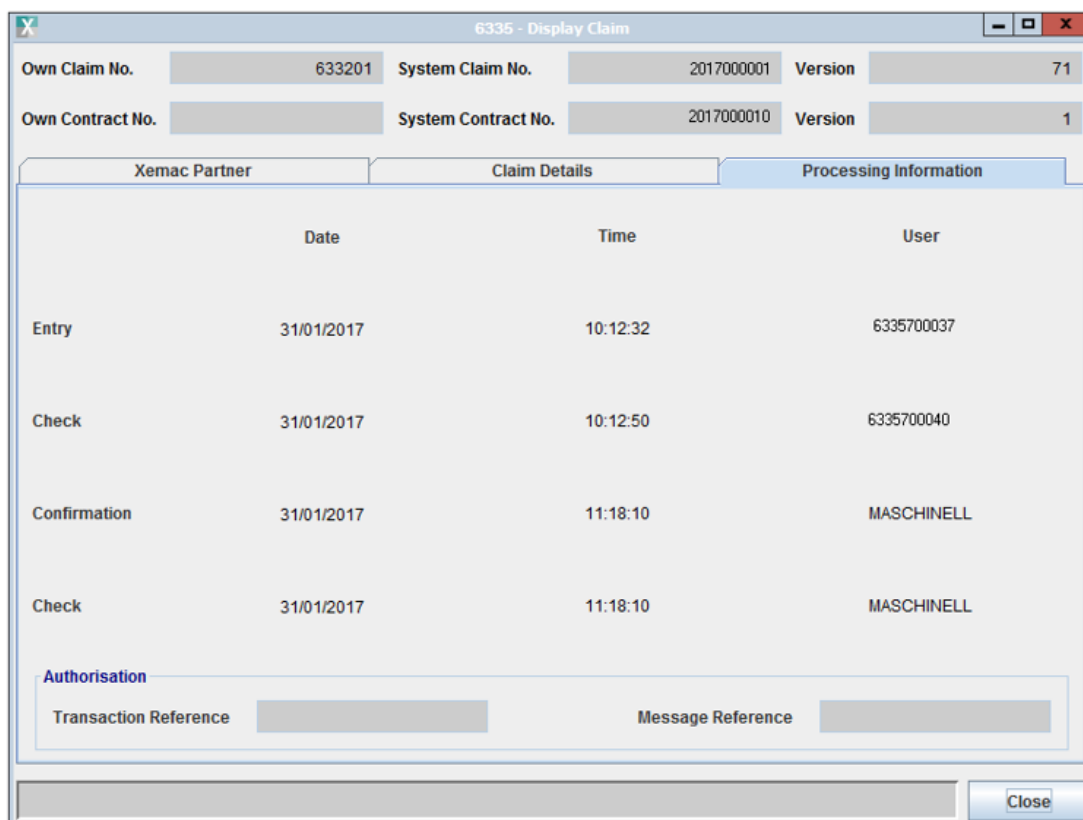 X 6335 - Display Claim X
Own Claim No. 633201 System Claim No. 2017000001 Version 71
Own Contract No. System Contract No. 2017000010 Version 1
Xemac Partner Claim Details Processing Information
Date Time User
Entry 31/01/2017 10:12:32 6335700037
Check 31/01/2017 10:12:50 6335700040
Confirmation 31/01/2017 11:18:10 MASCHINELL
Check 31/01/2017 11:18:10 MASCHINELL
Authorisation
Transaction Reference Message Reference
Close